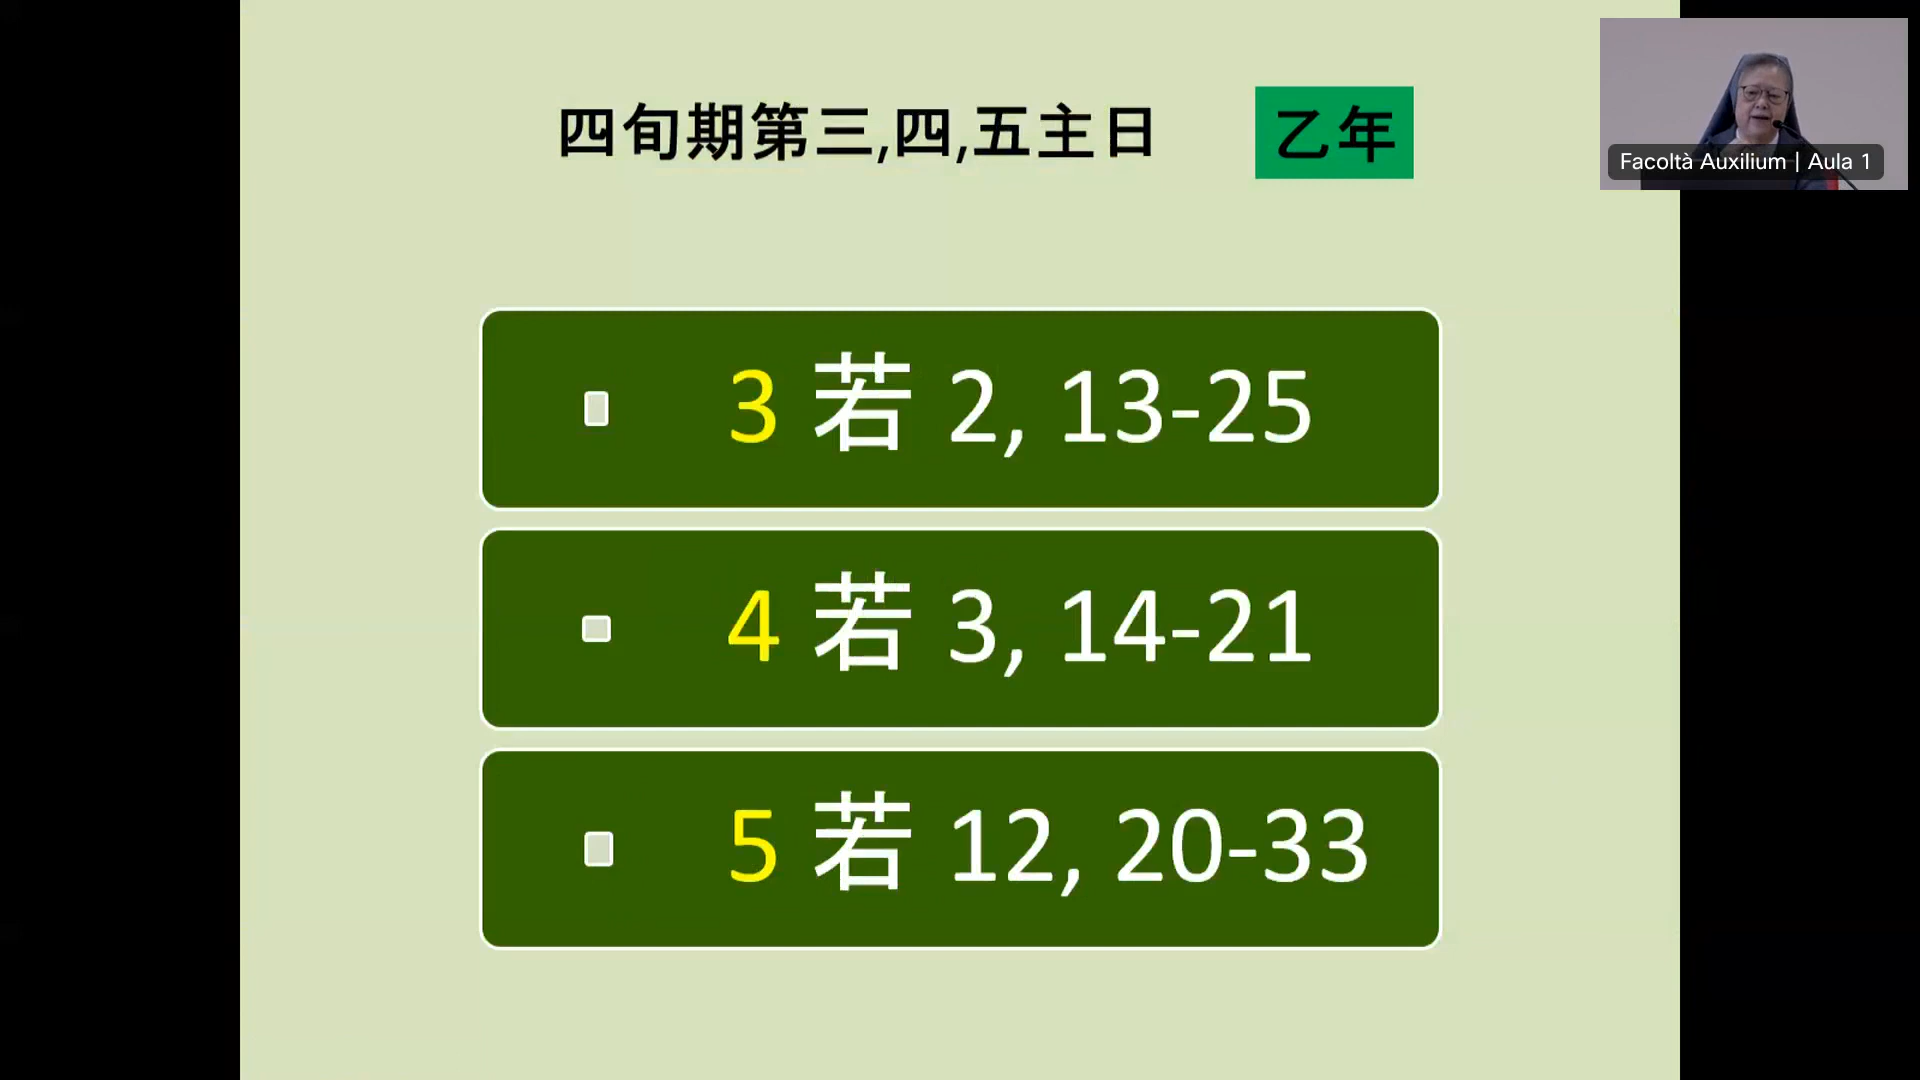 四旬期第三,四,五主日
乙年
Facoltà Auxilium | Aula 1
3 若 2, 13-25
4 若 3, 14-21
5 若 12, 20-33